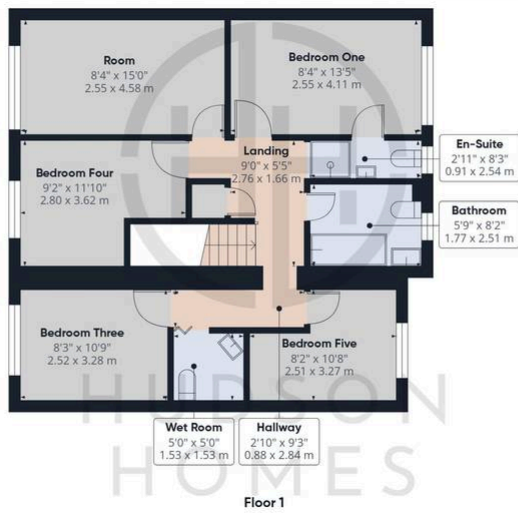 Room
8'4" x 15'0"
2.55 x 4.58 m
Bedroom One
8'4" x 13'5"
2.55 x 4.11 m
Landing
9'0" x 5'5"
2.76 x 1.66 m
En-Suite
2'11" x 8'3"
0.91 x 2.54 m
Bedroom Four
9'2" x 11'10"
2.80 x 3.62 m
Bathroom
5'9" x 8'2"
1.77 x 2.51 m
Bedroom Three
8'3" x 10'9"
2.52 x 3.28 m
Bedroom Five
8'2" x 10'8"
2.51 x 3.27 m
Wet Room
5'0" x 5'0"
1.53 x 1.53 m
Hallway
2'10" x 9'3"
0.88 x 2.84 m
HUDSON
HOMES
Floor 1